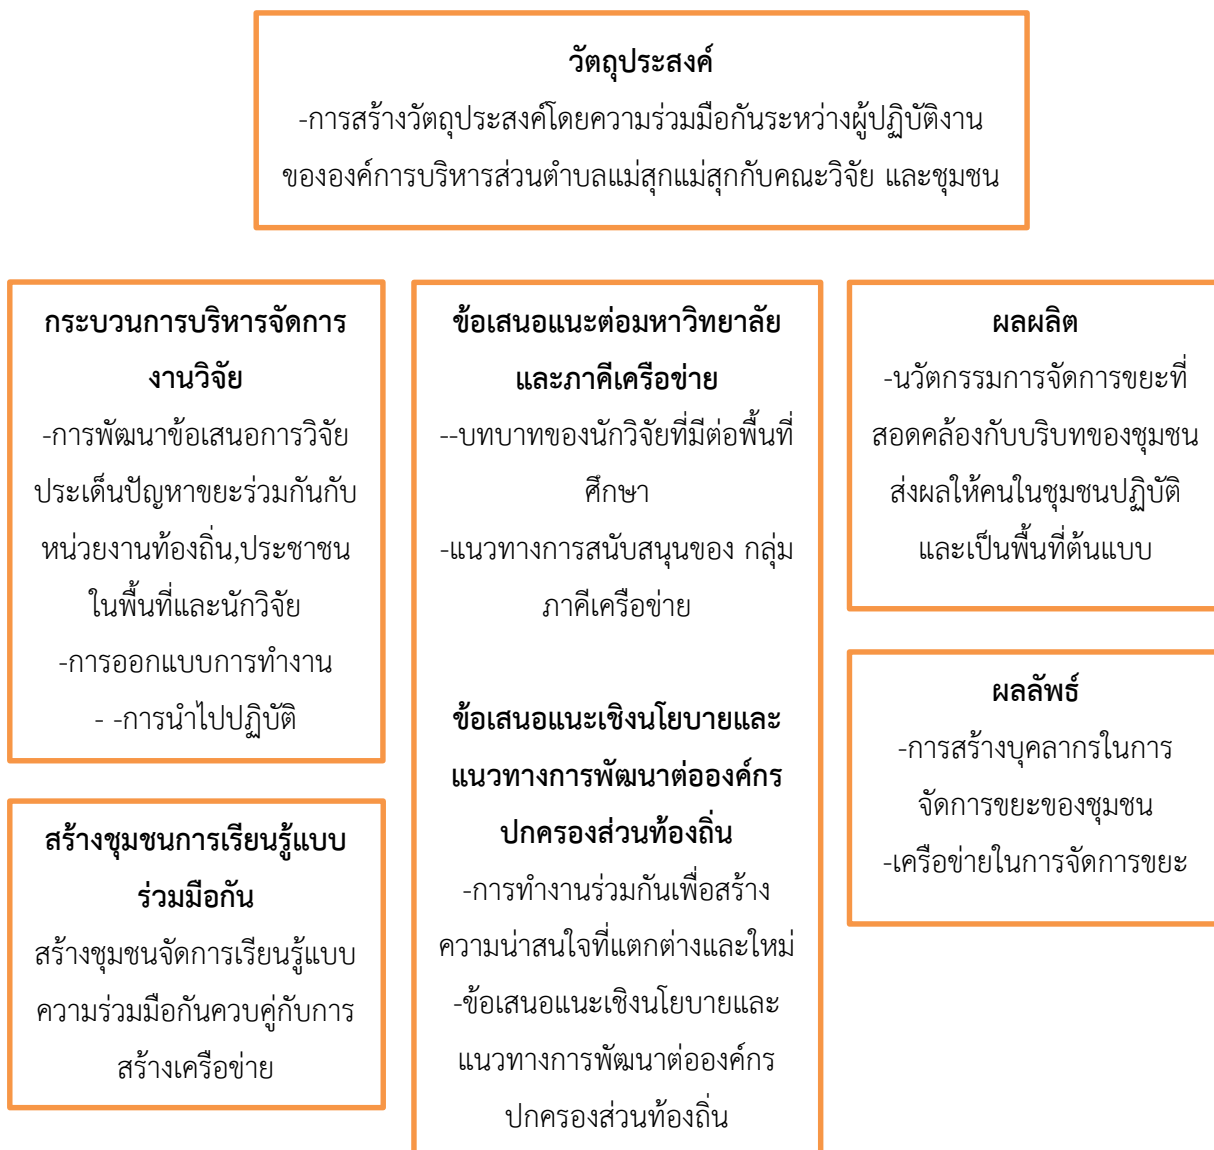 วัตถุประสงค์
-การสร้างวัตถุประสงค์โดยความร่วมมือกันระหว่างผู้ปฏิบัติงาน
ขององค์การบริหารส่วนตำบลแม่สุกแม่สุกกับคณะวิจัย และชุมชน
กระบวนการบริหารจัดการ
งานวิจัย
-การพัฒนาข้อเสนอการวิจัย
ประเด็นปัญหาขยะร่วมกันกับ
หน่วยงานท้องถิ่น,ประชาชน
ในพื้นที่และนักวิจัย
-การออกแบบการทำงาน
- -การนำไปปฏิบัติ
สร้างชุมชนการเรียนรู้แบบ
ร่วมมือกัน
สร้างชุมชนจัดการเรียนรู้แบบ
ความร่วมมือกันควบคู่กับการ
สร้างเครือข่าย
ข้อเสนอแนะต่อมหาวิทยาลัย
และภาคีเครือข่าย
--บทบาทของนักวิจัยที่มีต่อพื้นที่
ศึกษา
-แนวทางการสนับสนุนของ กลุ่ม
ภาคีเครือข่าย
ข้อเสนอแนะเชิงนโยบายและ
แนวทางการพัฒนาต่อองค์กร
ปกครองส่วนท้องถิ่น
-การทำงานร่วมกันเพื่อสร้าง
ความน่าสนใจที่แตกต่างและใหม่
-ข้อเสนอแนะเชิงนโยบายและ
แนวทางการพัฒนาต่อองค์กร
ปกครองส่วนท้องถิ่น
ผลผลิต
-นวัตกรรมการจัดการขยะที่
สอดคล้องกับบริบทของชุมชน
ส่งผลให้คนในชุมชนปฏิบัติ
และเป็นพื้นที่ต้นแบบ
ผลลัพธ์
-การสร้างบุคลากรในการ
จัดการขยะของชุมชน
-เครือข่ายในการจัดการขยะ